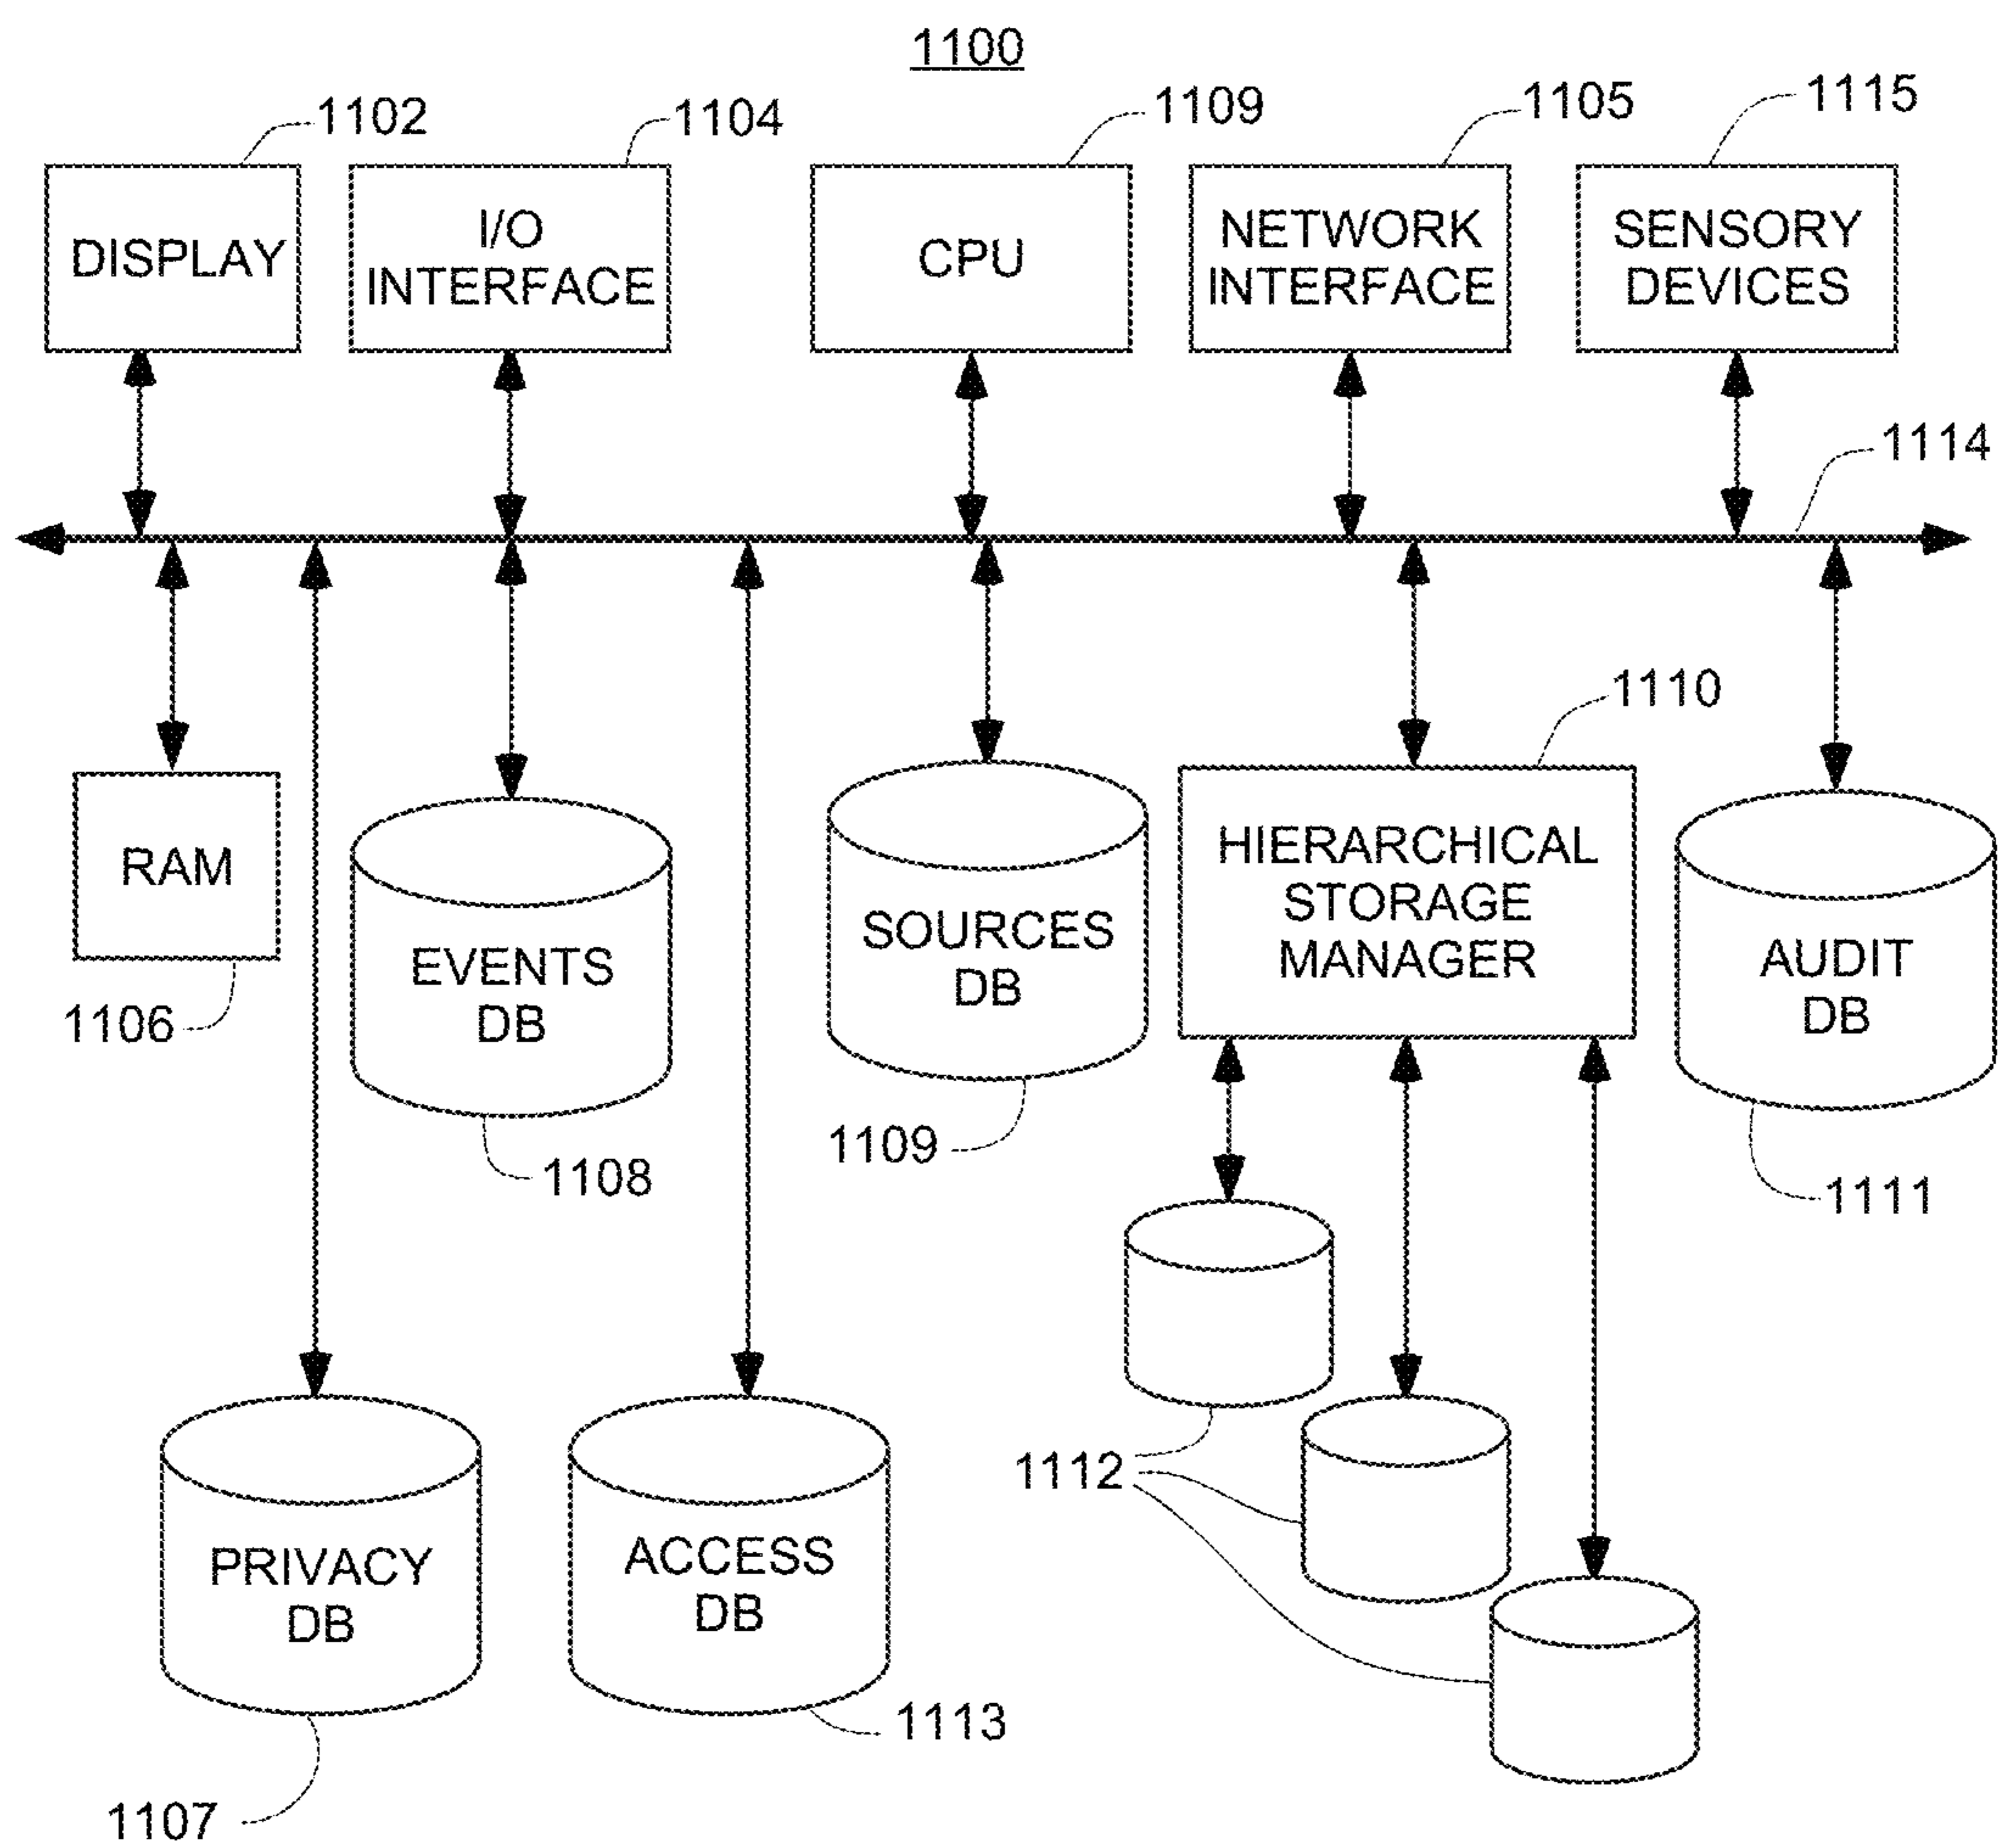 1100
1102
1104
1109
1105
1115
DISPLAY
I/O
INTERFACE
CPU
NETWORK
INTERFACE
SENSORY
DEVICES
1114
1110
RAM
1106
EVENTS
DB
1108
SOURCES
DB
1109
HIERARCHICAL
STORAGE
MANAGER
AUDIT
DB
1111
1112
PRIVACY
DB
1107
ACCESS
DB
1113